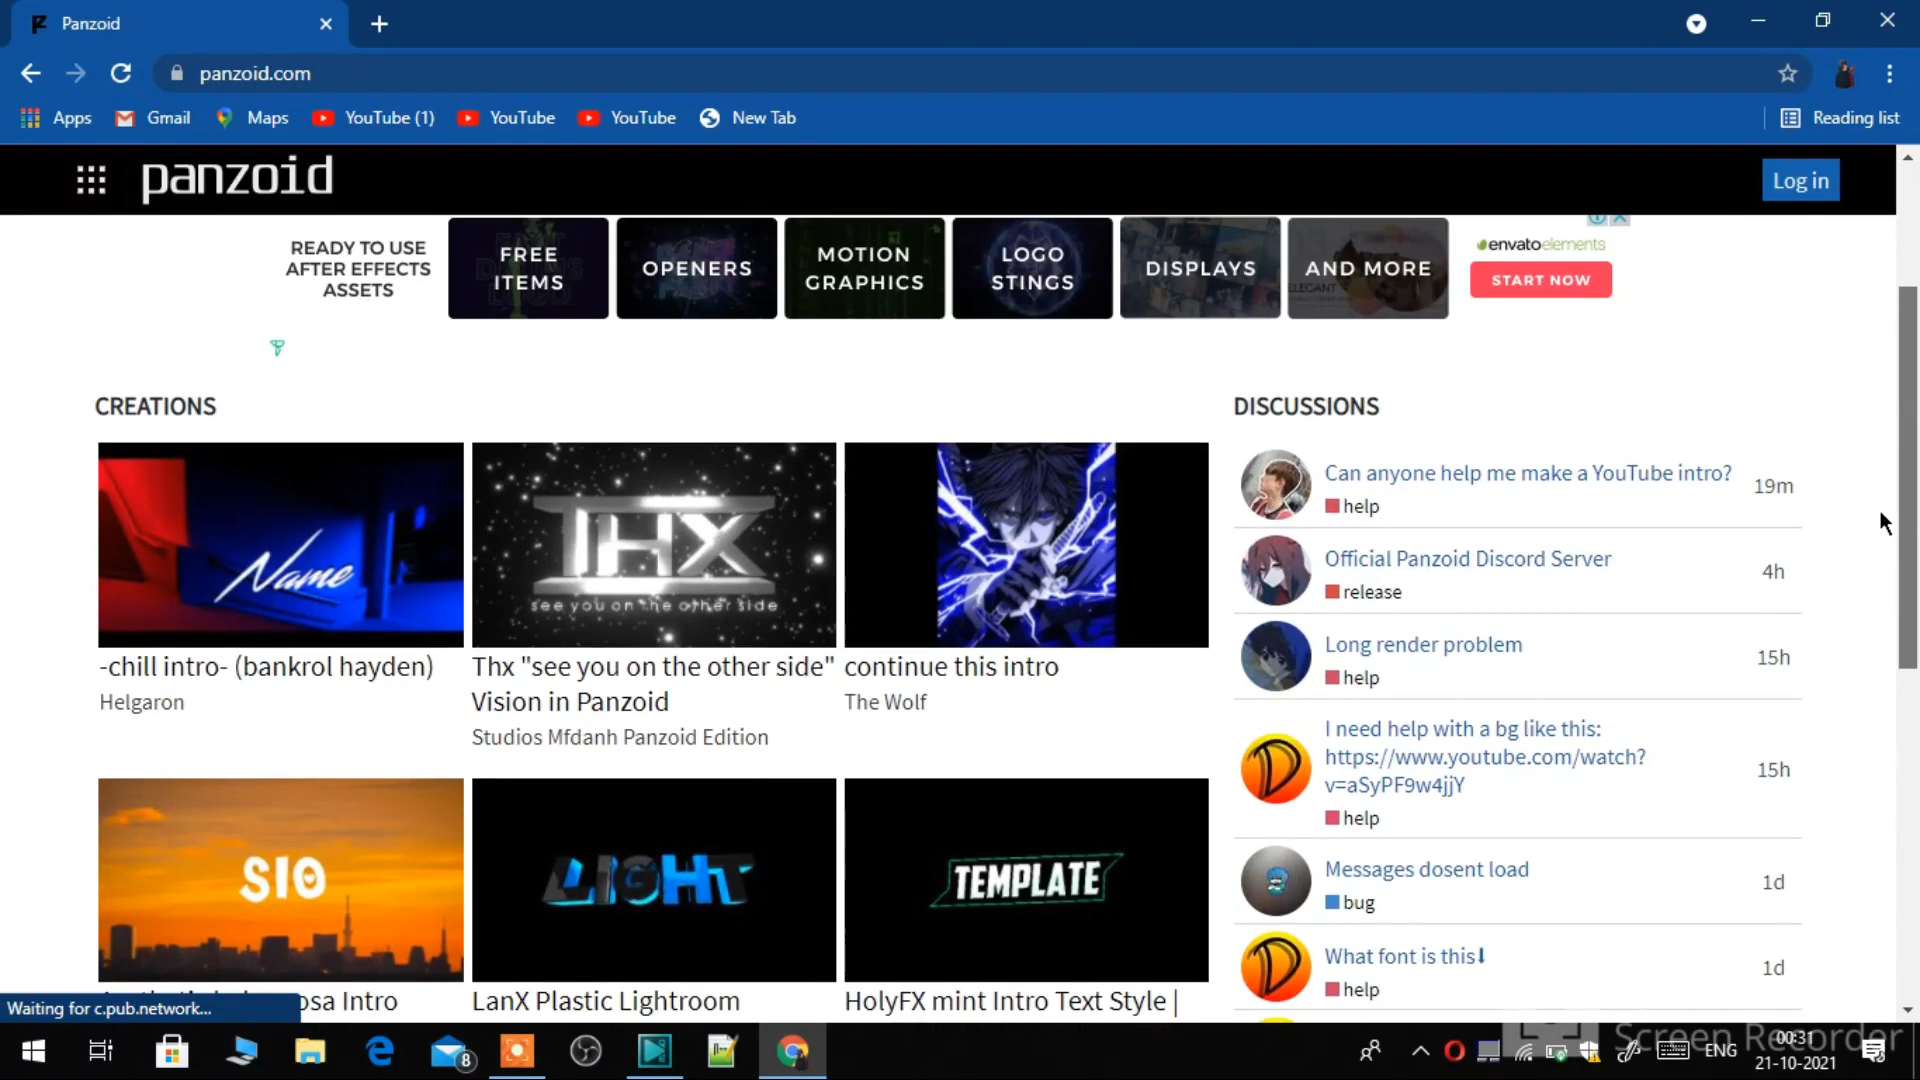 Panzoid
panzoid.com
Apps
Gmail
Maps
YouTube (1)
YouTube
YouTube
New Tab
Reading list
panzoid
Log in
READY TO USE
AFTER EFFECTS
ASSETS
FREE
ITEMS
OPENERS
MOTION
GRAPHICS
LOGO
STINGS
DISPLAYS
AND MORE
ELEGANT
envatoelements
START NOW
CREATIONS
DISCUSSIONS
Name
THX
see you on the other side
-chill intro- (bankrol hayden)
Helgaron
Thx "see you on the other side"
Vision in Panzoid
Studios Mfdanh Panzoid Edition
continue this intro
The Wolf
SIO
LIGHT
TEMPLATE
osa Intro
LanX Plastic Lightroom
HolyFX mint Intro Text Style |
Can anyone help me make a YouTube intro?
help
19m
Official Panzoid Discord Server
release
4h
Long render problem
help
15h
I need help with a bg like this:
https://www.youtube.com/watch?
v=aSyPF9w4jjY
help
15h
Messages dosent load
bug
1d
What font is this⬇
help
1d
Waiting for c.pub.network...
8
ENG
00:31
21-10-2021
Screen Recorder